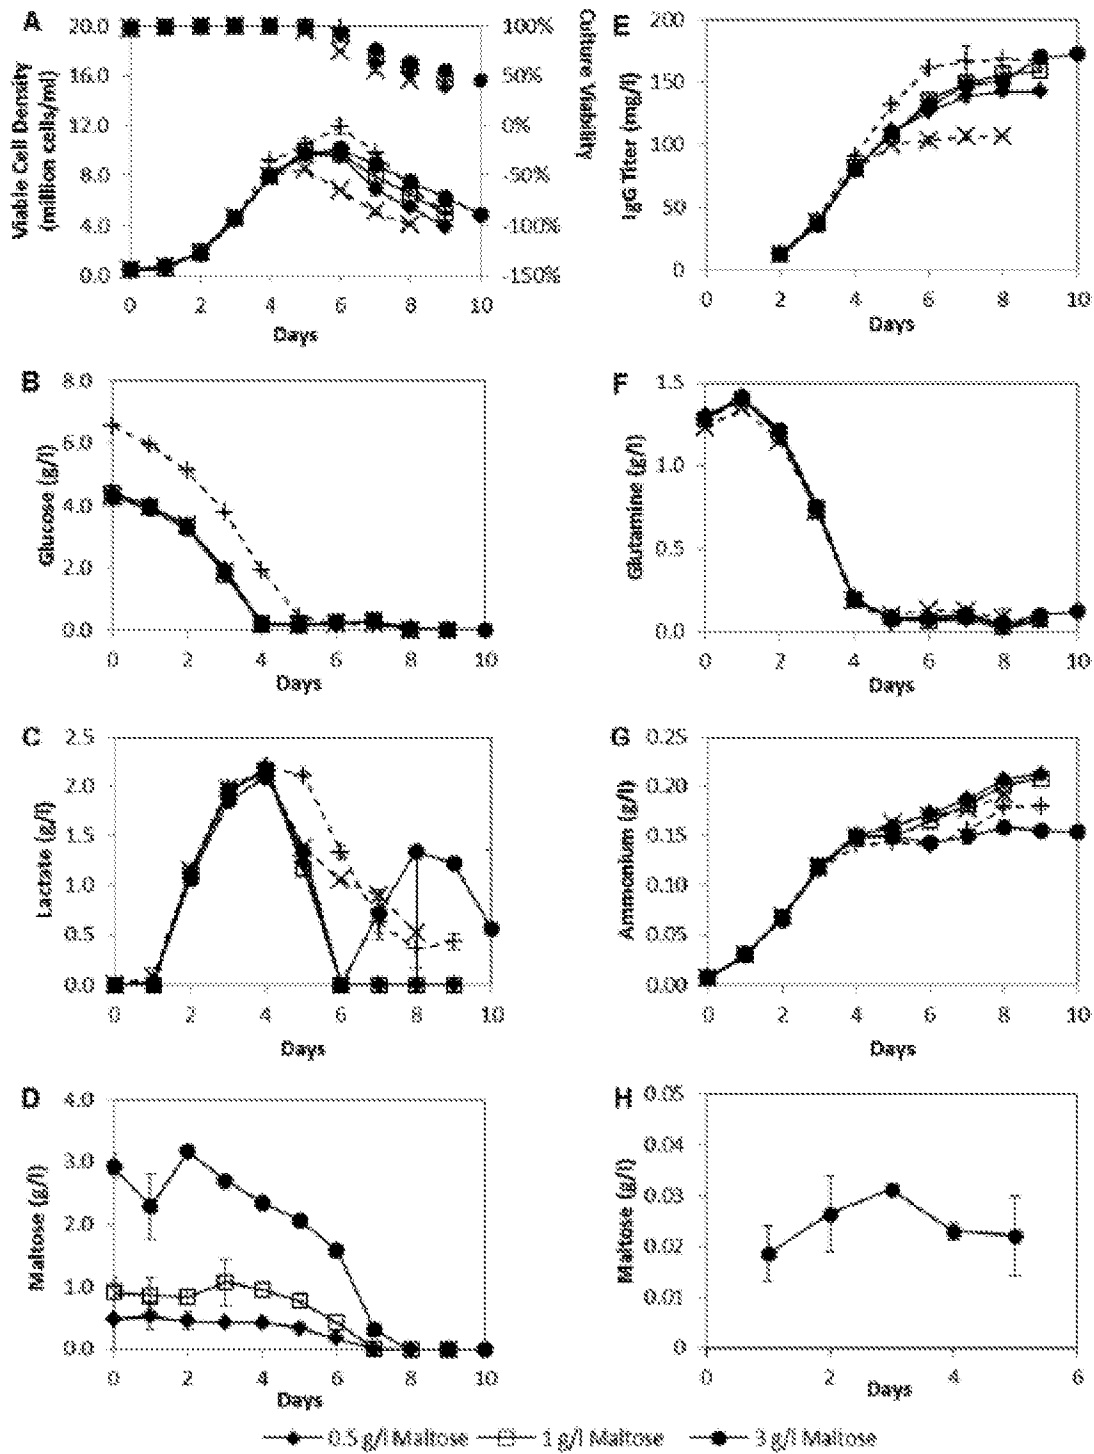 A
20.0
16.0
12.0
8.0
4.0
0.0
Viable Cell Density
(million cells/ml)
100%
50%
0%
-50%
-100%
-150%
Culture Viability
0 2 4 6 8 10
Days
E
200
150
100
50
0
IgG Titer (mg/l)
0 2 4 6 8 10
Days
B
8.0
6.0
4.0
2.0
0.0
Glucose (g/l)
0 2 4 6 8 10
Days
F
1.5
1.0
0.5
0.0
Glutamine (g/l)
0 2 4 6 8 10
Days
C
2.5
2.0
1.5
1.0
0.5
0.0
Lactate (g/l)
0 2 4 6 8 10
Days
G
0.25
0.20
0.15
0.10
0.05
0.00
Ammonium (g/l)
0 2 4 6 8 10
Days
D
4.0
3.0
2.0
1.0
0.0
Maltose (g/l)
0 2 4 6 8 10
Days
H
0.05
0.04
0.03
0.02
0.01
0
Maltose (g/l)
0 2 4 6
Days
0.5 g/l Maltose 1 g/l Maltose 3 g/l Maltose